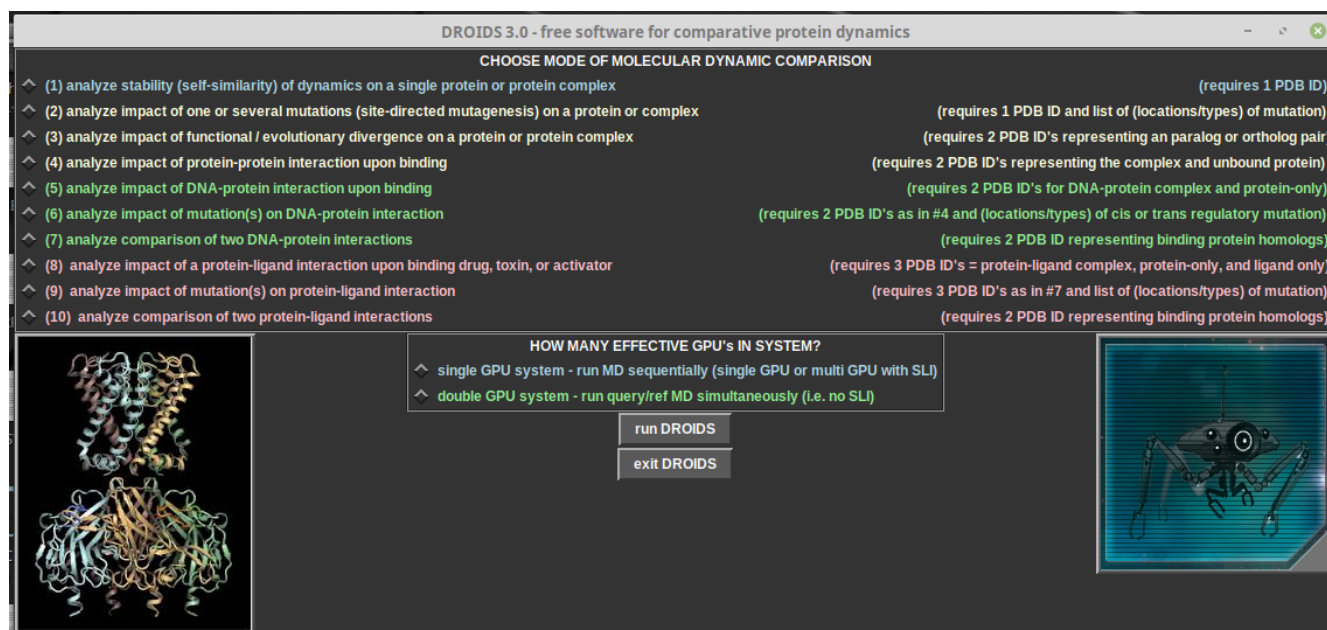 DROIDS 3.0 - free software for comparative protein dynamics
CHOOSE MODE OF MOLECULAR DYNAMIC COMPARISON
(1) analyze stability (self-similarity) of dynamics on a single protein or protein complex (requires 1 PDB ID)
(2) analyze impact of one or several mutations (site-directed mutagenesis) on a protein or complex (requires 1 PDB ID and list of (locations/types) of mutation)
(3) analyze impact of functional / evolutionary divergence on a protein or protein complex (requires 2 PDB ID's representing an paralog or ortholog pair
(4) analyze impact of protein-protein interaction upon binding (requires 2 PDB ID's representing the complex and unbound protein)
(5) analyze impact of DNA-protein interaction upon binding (requires 2 PDB ID's for DNA-protein complex and protein-only)
(6) analyze impact of mutation(s) on DNA-protein interaction (requires 2 PDB ID's as in #4 and (locations/types) of cis or trans regulatory mutation)
(7) analyze comparison of two DNA-protein interactions (requires 2 PDB ID representing binding protein homologs)
(8) analyze impact of a protein-ligand interaction upon binding drug, toxin, or activator (requires 3 PDB ID's = protein-ligand complex, protein-only, and ligand only)
(9) analyze impact of mutation(s) on protein-ligand interaction (requires 3 PDB ID's as in #7 and list of (locations/types) of mutation)
(10) analyze comparison of two protein-ligand interactions (requires 2 PDB ID representing binding protein homologs)
HOW MANY EFFECTIVE GPU's IN SYSTEM?
single GPU system - run MD sequentially (single GPU or multi GPU with SLI)
double GPU system - run query/ref MD simultaneously (i.e. no SLI)
run DROIDS
exit DROIDS